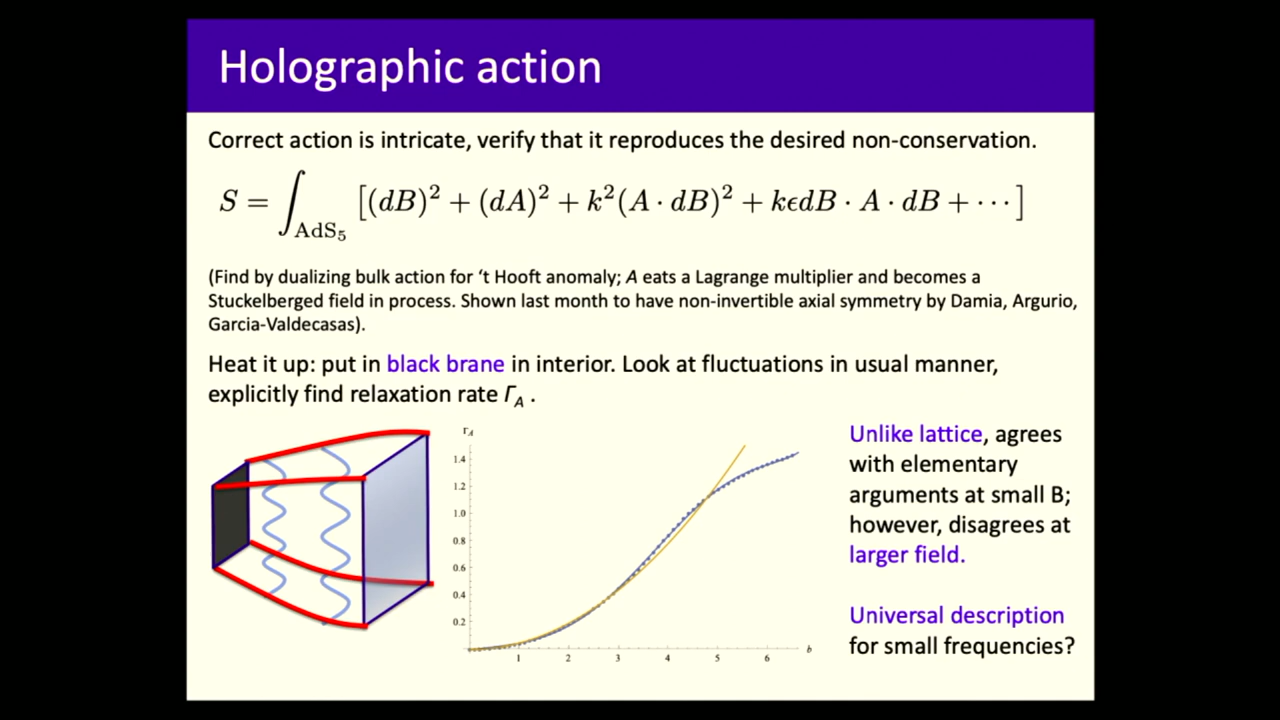 Holographic action
Correct action is intricate, verify that it reproduces the desired non-conservation.
S = ∫_{AdS₅} [(dB)² + (dA)² + k²(A · dB)² + kϵdB · A · dB + ···]
(Find by dualizing bulk action for ‘t Hooft anomaly; A eats a Lagrange multiplier and becomes a
Stuckelberged field in process. Shown last month to have non-invertible axial symmetry by Damia, Argurio,
Garcia-Valdecasas).
Heat it up: put in black brane in interior. Look at fluctuations in usual manner,
explicitly find relaxation rate Γ_A .
Γ_A
1.4
1.2
1.0
0.8
0.6
0.4
0.2
1 2 3 4 5 6 b
Unlike lattice, agrees
with elementary
arguments at small B;
however, disagrees at
larger field.
Universal description
for small frequencies?